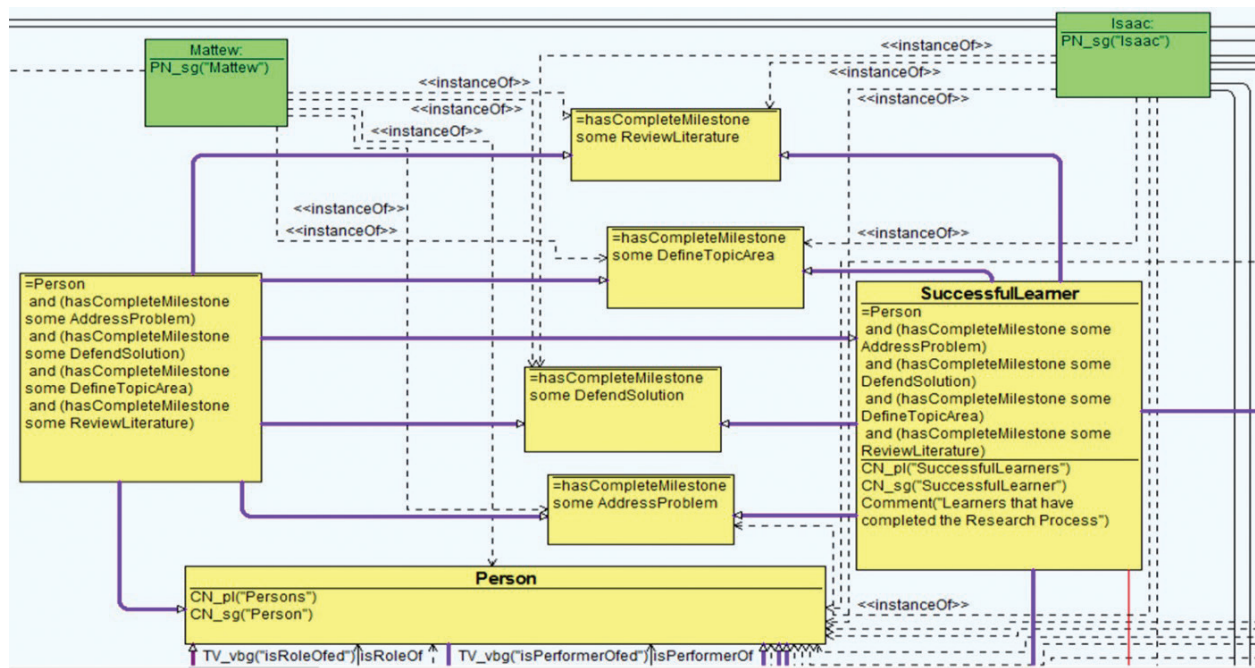 Mattew:
PN_sg("Mattew")
Isaac:
PN_sg("Isaac")
<<instanceOf>>
<<instanceOf>>
<<instanceOf>>
<<instanceOf>>
<<instanceOf>>
<<instanceOf>>
<<instanceOf>>
=hasCompleteMilestone
some ReviewLiterature
<<instanceOf>>
<<instanceOf>>
<<instanceOf>>
=hasCompleteMilestone
some DefineTopicArea
=Person
and (hasCompleteMilestone
some AddressProblem)
and (hasCompleteMilestone
some DefendSolution)
and (hasCompleteMilestone
some DefineTopicArea)
and (hasCompleteMilestone
some ReviewLiterature)
SuccessfulLearner
=Person
and (hasCompleteMilestone some
AddressProblem)
and (hasCompleteMilestone some
DefendSolution)
and (hasCompleteMilestone some
DefineTopicArea)
and (hasCompleteMilestone some
ReviewLiterature)
CN_pl("SuccessfulLearners")
CN_sg("SuccessfulLearner")
Comment("Learners that have
completed the Research Process")
=hasCompleteMilestone
some DefendSolution
=hasCompleteMilestone
some AddressProblem
Person
CN_pl("Persons")
CN_sg("Person")
<<instanceOf>>
TV_vbg("isRoleOfed")
isRoleOf
TV_vbg("isPerformerOfed")
isPerformerOf